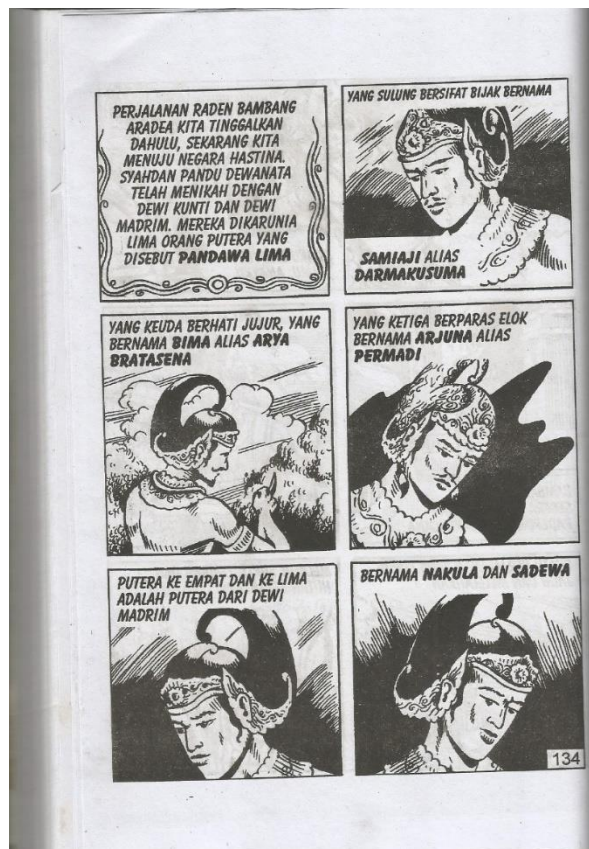 PERJALANAN RADEN BAMBANG
ARADEA KITA TINGGALKAN
DAHULU, SEKARANG KITA
MENUJU NEGARA HASTINA.
SYAHDAN PANDU DEWANATA
TELAH MENIKAH DENGAN
DEWI KUNTI DAN DEWI
MADRIM. MEREKA DIKARUNIA
LIMA ORANG PUTERA YANG
DISEBUT PANDAWA LIMA
YANG SULUNG BERSIFAT BIJAK BERNAMA
SAMIAJI ALIAS
DARMAKUSUMA
YANG KEUDA BERHATI JUJUR, YANG
BERNAMA BIMA ALIAS ARYA
BRATASENA
YANG KETIGA BERPARAS ELOK
BERNAMA ARJUNA ALIAS
PERMADI
PUTERA KE EMPAT DAN KE LIMA
ADALAH PUTERA DARI DEWI
MADRIM
BERNAMA NAKULA DAN SADEWA
134